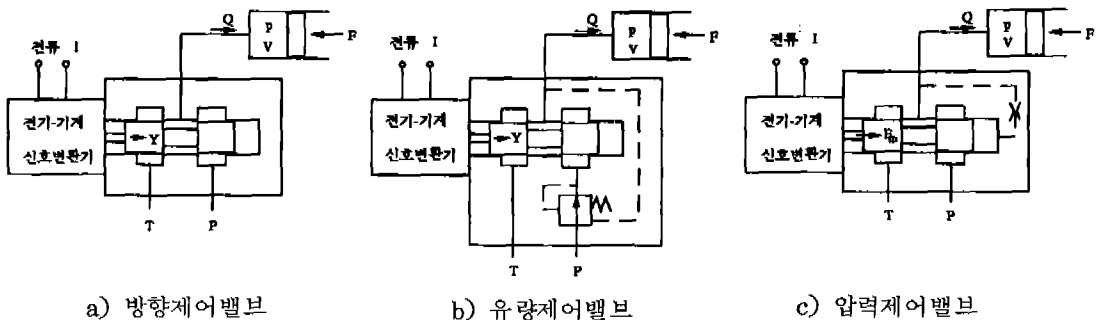 Q
p
V
F
전류 I
전기-기계
신호변환기
Y
T P
a) 방향제어밸브
Q
p
V
F
전류 I
전기-기계
신호변환기
Y
T P
b) 유량제어밸브
Q
p
V
F
전류 I
전기-기계
신호변환기
Fm
T P
c) 압력제어밸브